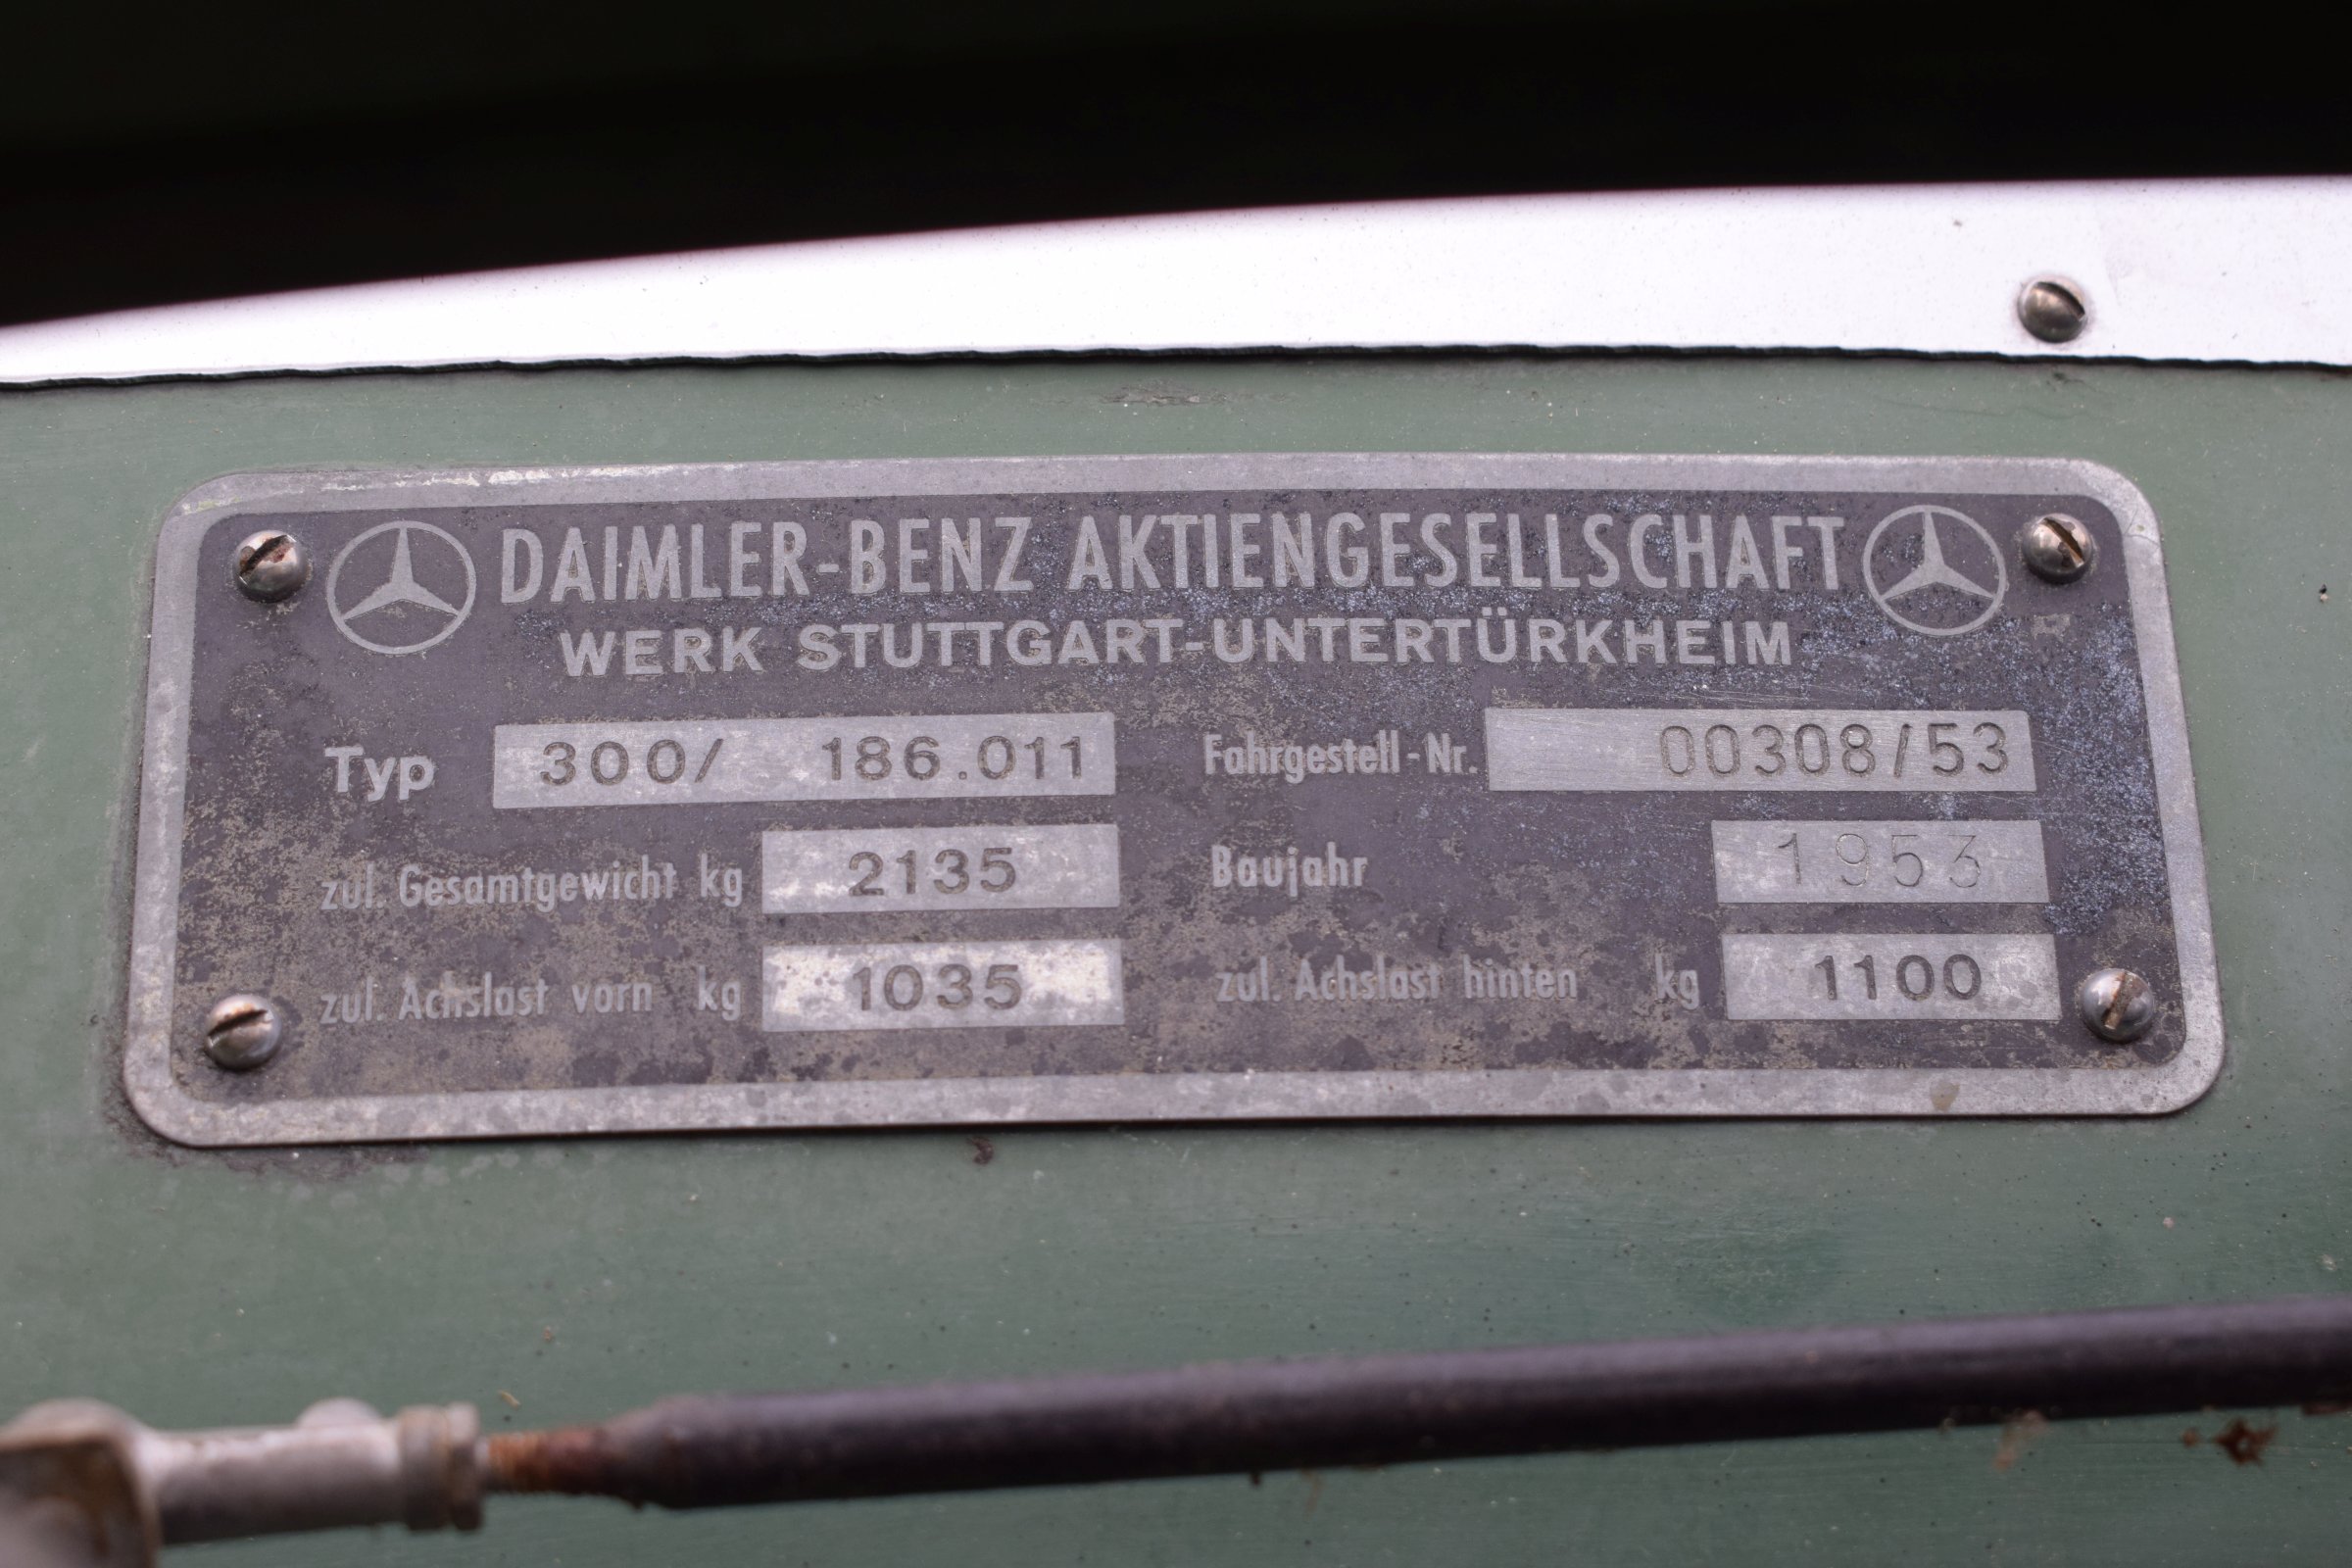 DAIMLER-BENZ AKTIENGESELLSCHAFT
WERK STUTTGART-UNTERTÜRKHEIM
Typ 300/ 186.011 Fahrgestell-Nr. 00308/53
zul. Gesamtgewicht kg 2135 Baujahr 1953
zul. Achslast vorn kg 1035 zul. Achslast hinten kg 1100